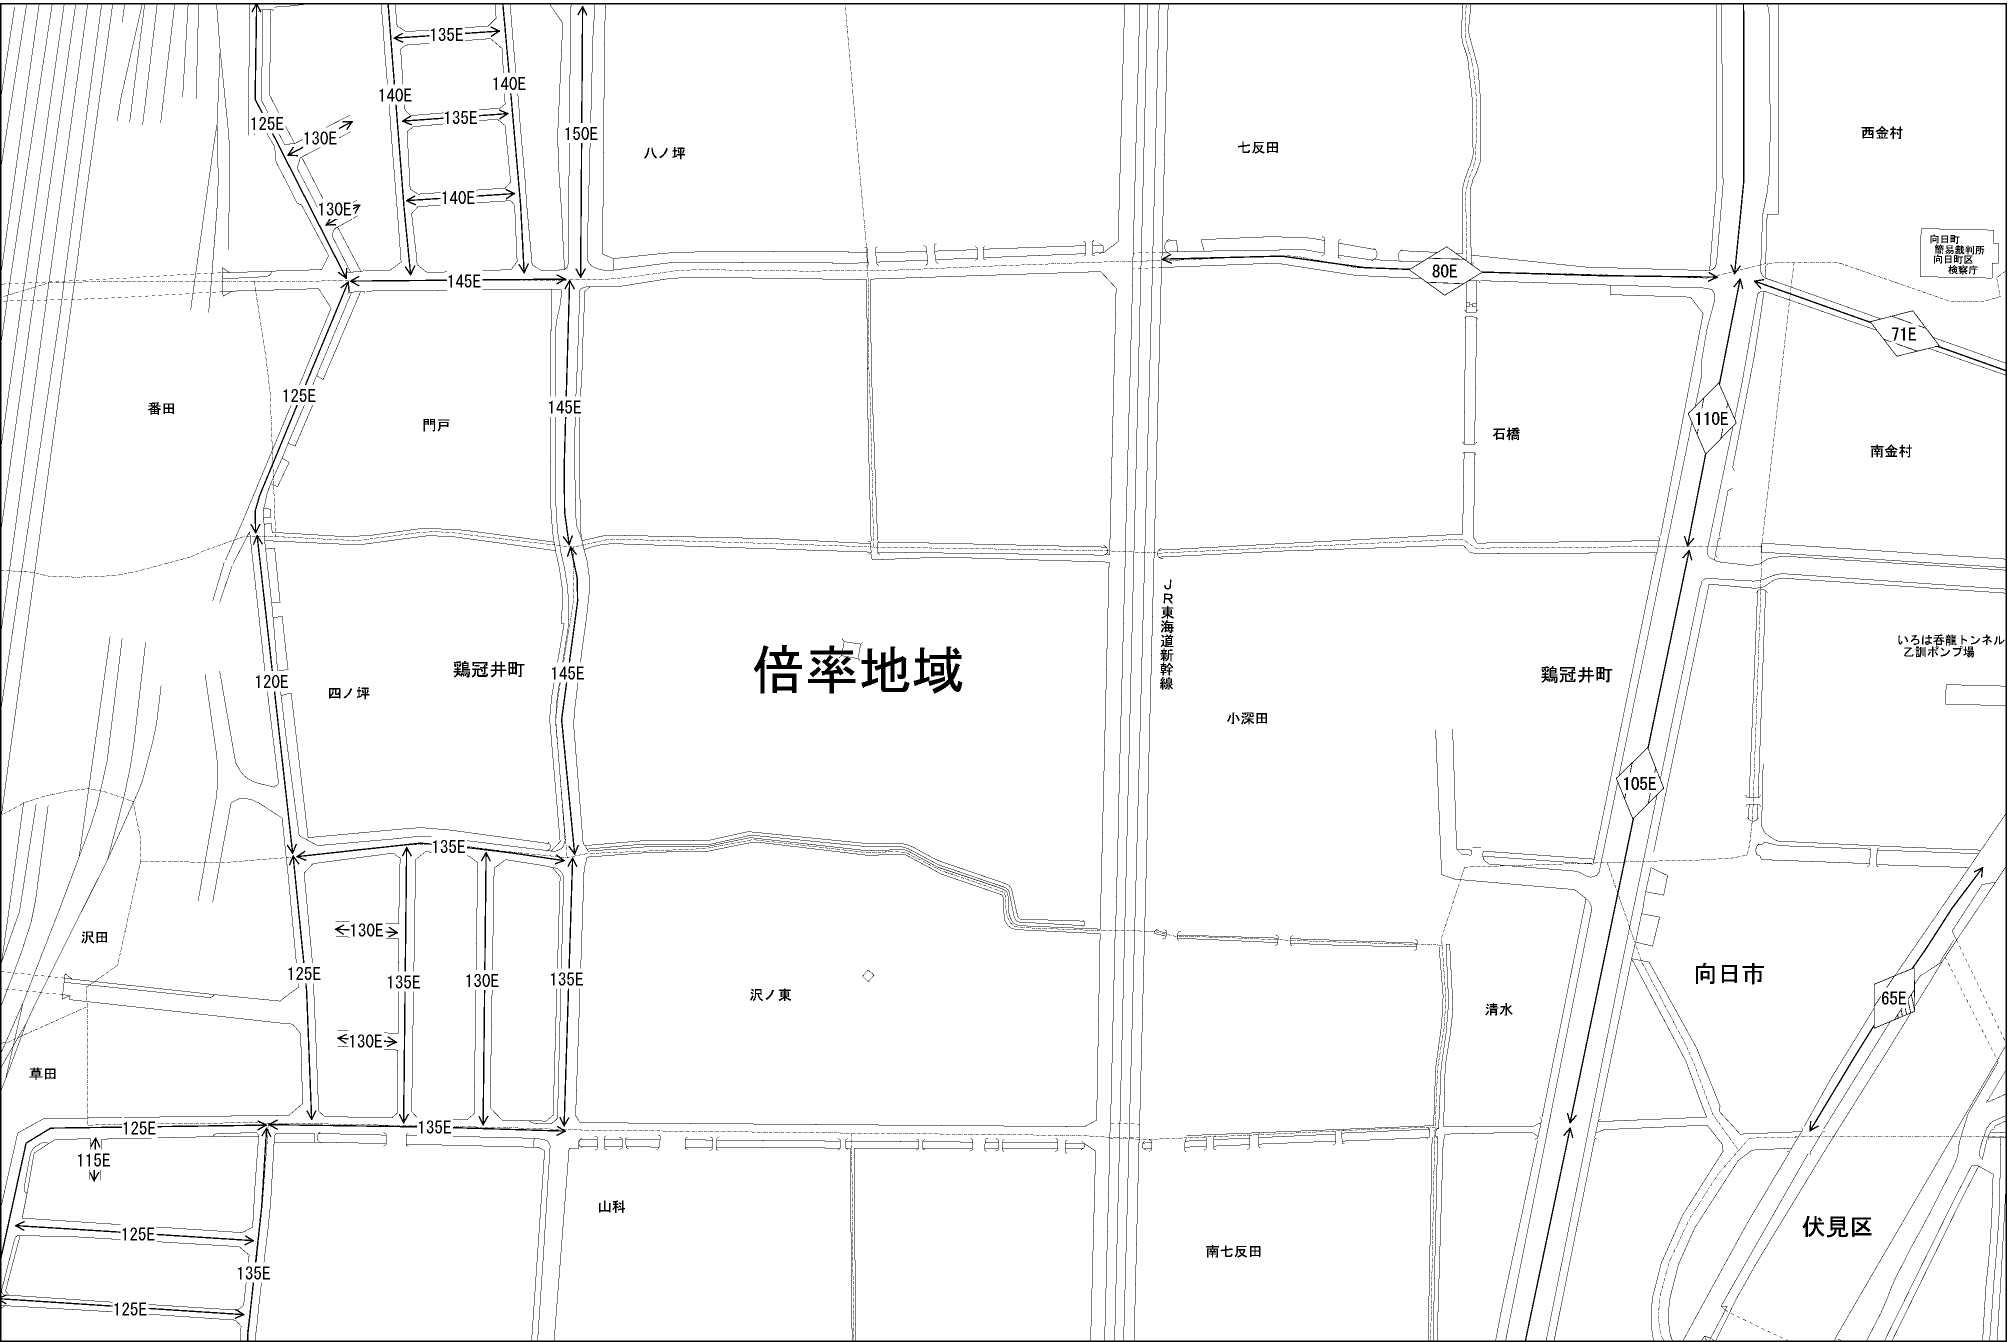 135E
140E
140E
125E
130E
135E
150E
八ノ坪
七反田
西金村
140E
130E
向日町
簡易裁判所
向日町区
検察庁
145E
80E
71E
125E
145E
番田
門戸
110E
石橋
南金村
JR東海道新幹線
いろは呑龍トンネル
乙訓ポンプ場
鶏冠井町
倍率地域
鶏冠井町
120E
145E
四ノ坪
小深田
105E
135E
130E
沢田
125E
135E
130E
135E
沢ノ東
向日市
65E
清水
130E
草田
125E
135E
115E
山科
125E
伏見区
南七反田
135E
125E